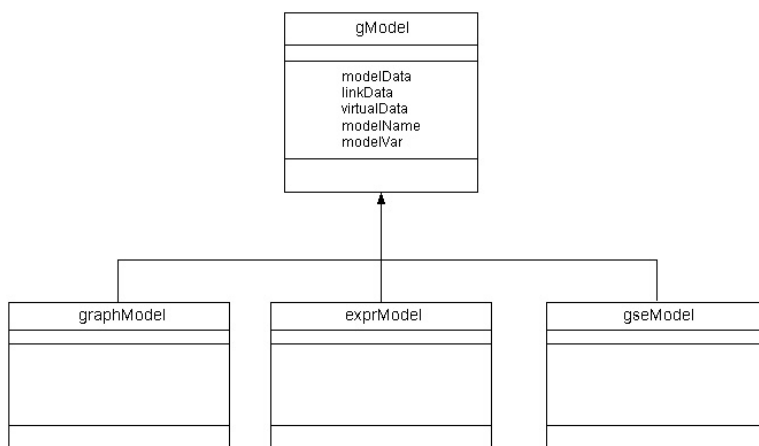 gModel
modelData
linkData
virtualData
modelName
modelVar
graphModel
exprModel
gseModel